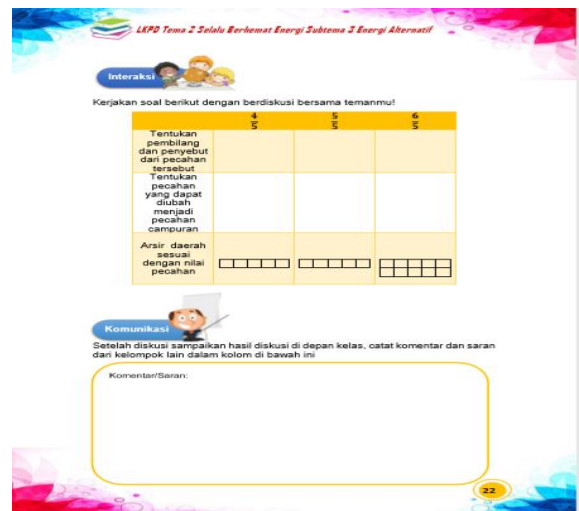 LKPD Tema 2 Selalu Berhemat Energi Subtema 3 Energi Alternatif
Interaksi
Kerjakan soal berikut dengan berdiskusi bersama temanmu!
4/5 5/5 6/5
Tentukan
pembilang
dan penyebut
dari pecahan
tersebut
Tentukan
pecahan
yang dapat
diubah
menjadi
pecahan
campuran
Arsir daerah
sesuai
dengan nilai
pecahan
Komunikasi
Setelah diskusi sampaikan hasil diskusi di depan kelas, catat komentar dan saran
dari kelompok lain dalam kolom di bawah ini
Komentar/Saran:
22